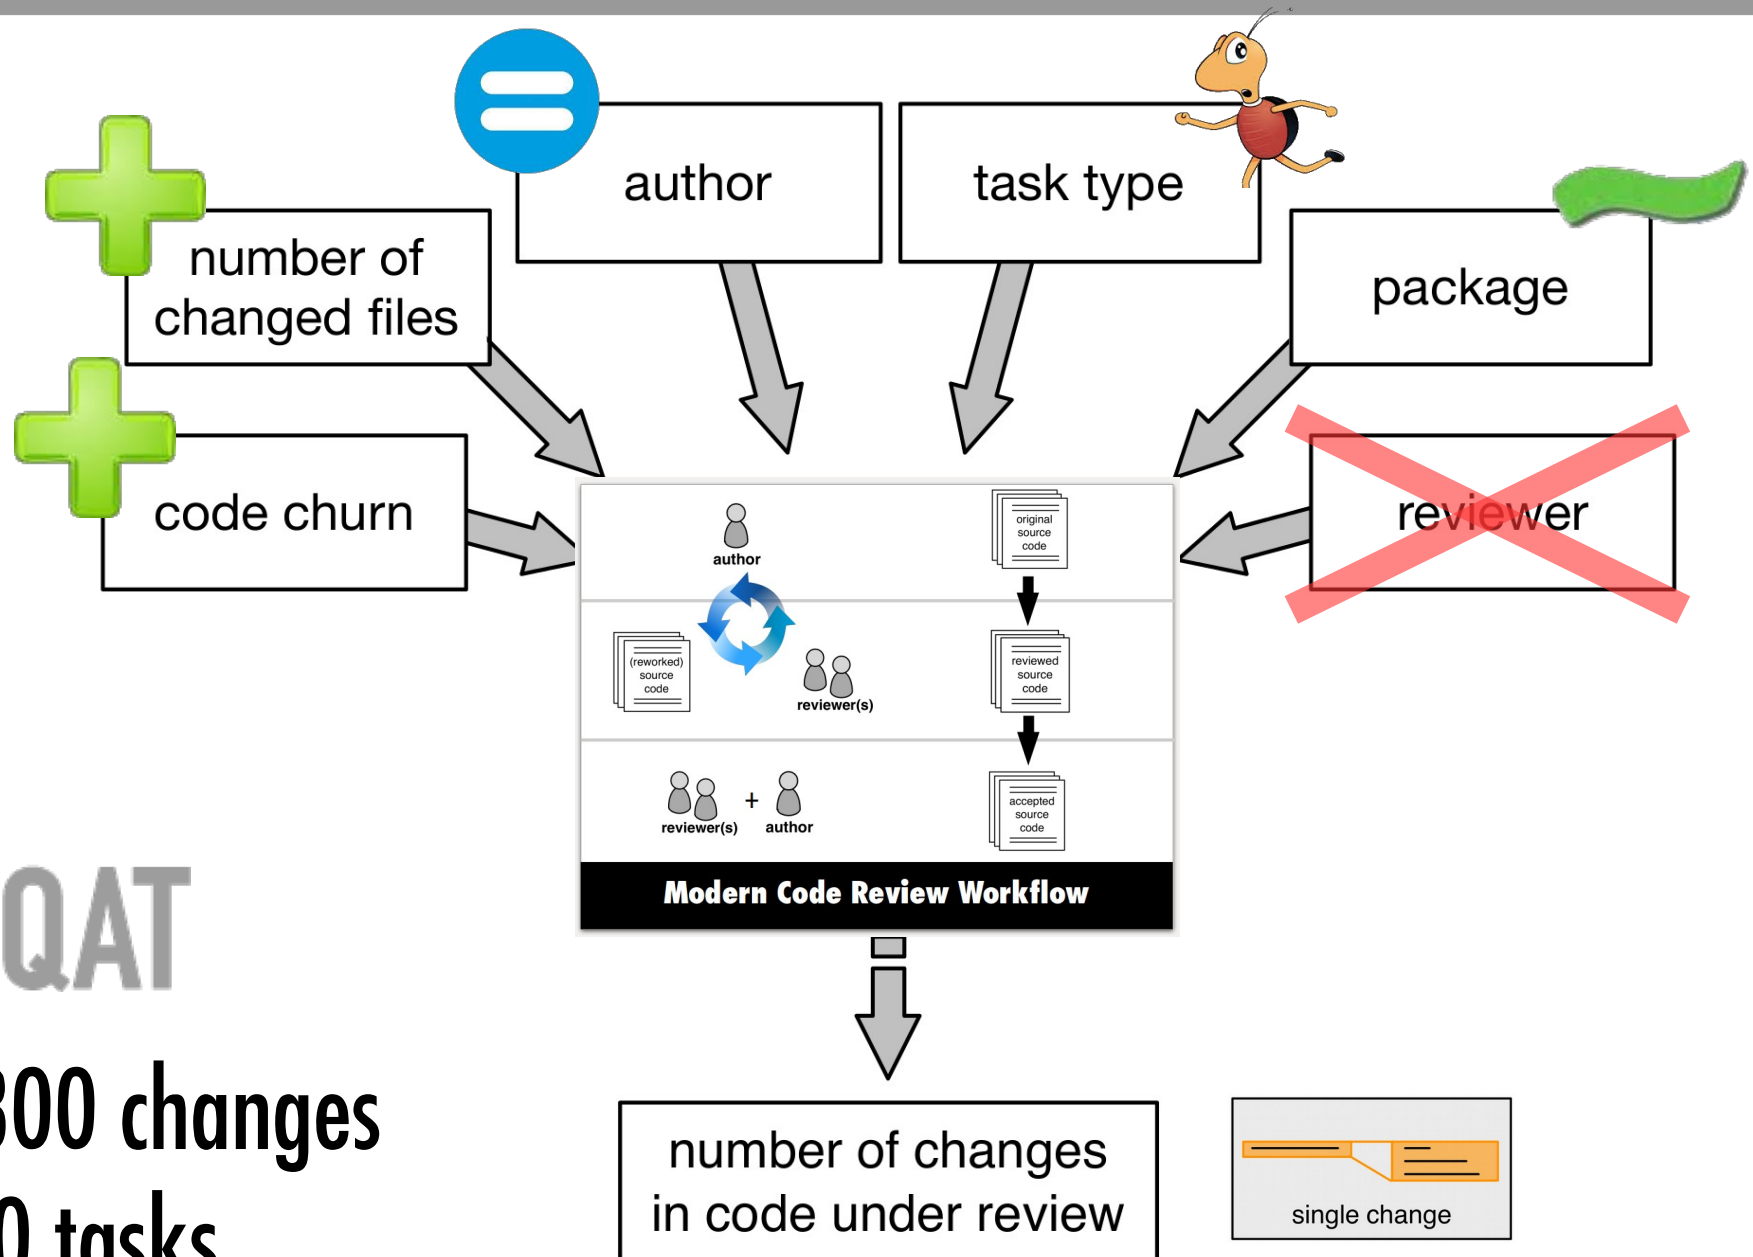 author
task type
number of
changed files
package
code churn
reviewer
author
original
source
code
(reworked)
source
code
reviewer(s)
reviewed
source
code
reviewer(s) + author
accepted
source
code
Modern Code Review Workflow
QAT
300 changes
0 tasks
number of changes
in code under review
single change